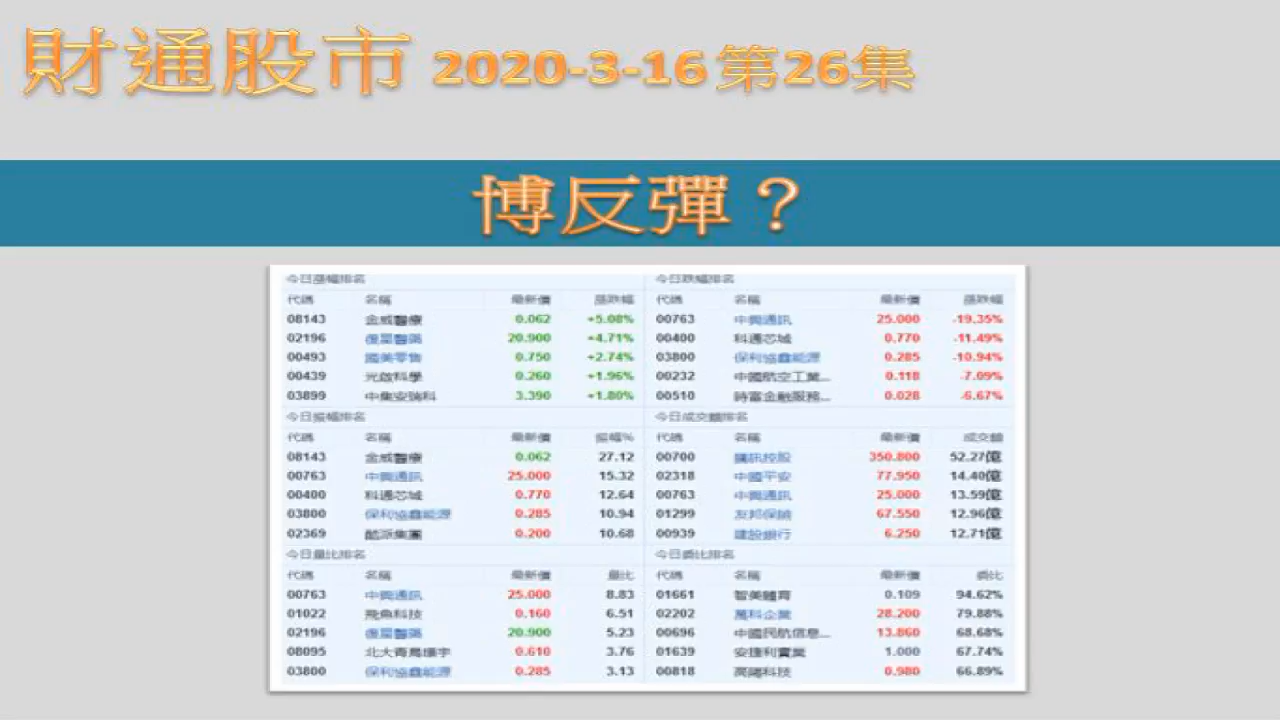 財通股市 2020-3-16 第26集
博反彈？
今日漲幅排名
代碼 名稱 最新價 漲跌幅
08143 金威醫療 0.062 +5.08%
02196 復星醫藥 20.900 +4.71%
00493 國美零售 0.750 +2.74%
00439 光啟科學 0.260 +1.96%
03899 中集安瑞科 3.390 +1.80%
今日跌幅排名
代碼 名稱 最新價 漲跌幅
00763 中興通訊 25.000 -19.35%
00400 科通芯城 0.770 -11.49%
03800 保利協鑫能源 0.285 -10.94%
00232 中國航空工業... 0.118 -7.09%
00510 時富金融服務... 0.028 -6.67%
今日振幅排名
代碼 名稱 最新價 振幅%
08143 金威醫療 0.062 27.12
00763 中興通訊 25.000 15.32
00400 科通芯城 0.770 12.64
03800 保利協鑫能源 0.285 10.94
02369 酷派集團 0.200 10.68
今日成交額排名
代碼 名稱 最新價 成交額
00700 騰訊控股 350.800 52.27億
02318 中國平安 77.950 14.40億
00763 中興通訊 25.000 13.59億
01299 友邦保險 67.550 12.96億
00939 建設銀行 6.250 12.71億
今日量比排名
代碼 名稱 最新價 量比
00763 中興通訊 25.000 8.83
01022 飛魚科技 0.160 6.51
02196 復星醫藥 20.900 5.23
08095 北大青鳥環宇 0.610 3.76
03800 保利協鑫能源 0.285 3.13
今日委比排名
代碼 名稱 最新價 委比
01661 智美體育 0.109 94.62%
02202 萬科企業 28.200 79.88%
00696 中國民航信息... 13.860 68.68%
01639 安捷利實業 1.000 67.74%
00818 高陽科技 0.980 66.89%